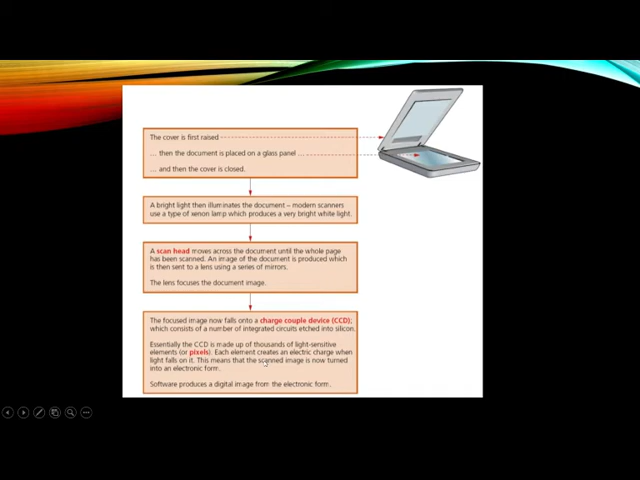 The cover is first raised
... then the document is placed on a glass panel ...
... and then the cover is closed.
A bright light then illuminates the document – modern scanners
use a type of xenon lamp which produces a very bright white light.
A scan head moves across the document until the whole page
has been scanned. An image of the document is produced which
is then sent to a lens using a series of mirrors.
The lens focuses the document image.
The focused image now falls onto a charge couple device (CCD);
which consists of a number of integrated circuits etched into silicon.
Essentially the CCD is made up of thousands of light-sensitive
elements (or pixels). Each element creates an electric charge when
light falls on it. This means that the scanned image is now turned
into an electronic form.
Software produces a digital image from the electronic form.